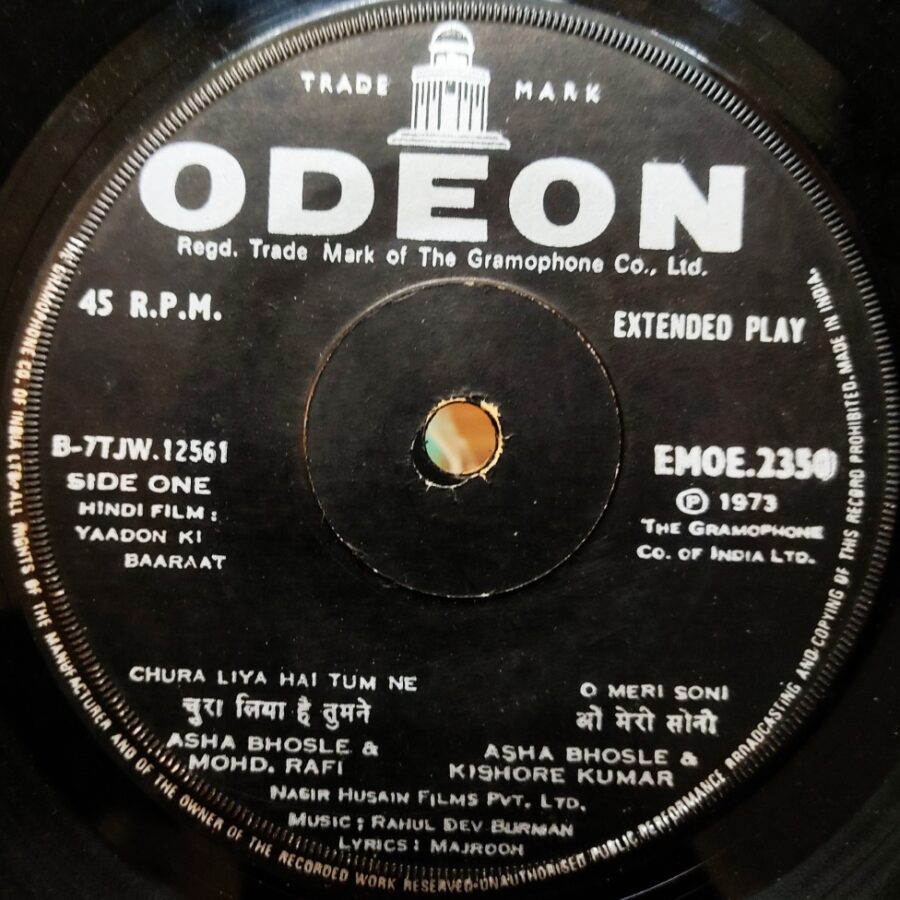 TRADE MARK
ODEON
Regd. Trade Mark of The Gramophone Co., Ltd.
45 R.P.M.
EXTENDED PLAY
B-7TJW.12561
SIDE ONE
HINDI FILM:
YAADON KI
BAARAAT
EMOE.2350
Ⓟ 1973
THE GRAMOPHONE
CO. OF INDIA LTD.
CHURA LIYA HAI TUM NE
चुरा लिया है तुमने
ASHA BHOSLE &
MOHD. RAFI
O MERI SONI
ओ मेरी सोनी
ASHA BHOSLE &
KISHORE KUMAR
NASIR HUSAIN FILMS PVT. LTD.
MUSIC; RAHUL DEV BURMAN
LYRICS: MAJROOH
THE GRAMOPHONE CO. OF INDIA LTD. ALL RIGHTS OF THE MANUFACTURER AND OF THE OWNER OF THE RECORDED WORK RESERVED-UNAUTHORISED PUBLIC PERFORMANCE BROADCASTING AND COPYING OF THIS RECORD PROHIBITED. MADE IN INDIA.